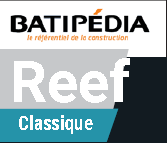 BATIPÉDIA
le référentiel de la construction
Reef
Classique